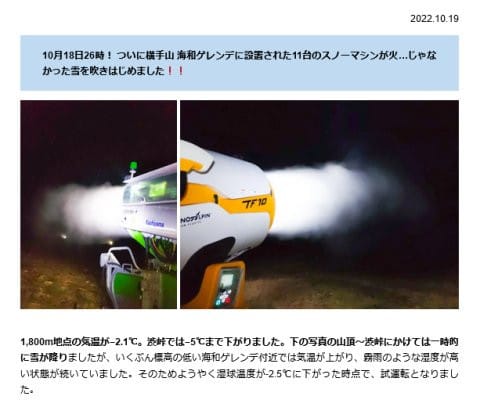 2022.10.19
10月18日26時！ ついに横手山 海和ゲレンデに設置された11台のスノーマシンが火…じゃな
かった雪を吹きはじめました！！
TF10
1,800m地点の気温が−2.1℃。渋峠では−5℃まで下がりました。下の写真の山頂～渋峠にかけては一時的
に雪が降りましたが、いくぶん標高の低い海和ゲレンデ付近では気温が上がり、霧雨のような湿度が高
い状態が続いていました。そのためようやく湿球温度が-2.5℃に下がった時点で、試運転となりまし
た。